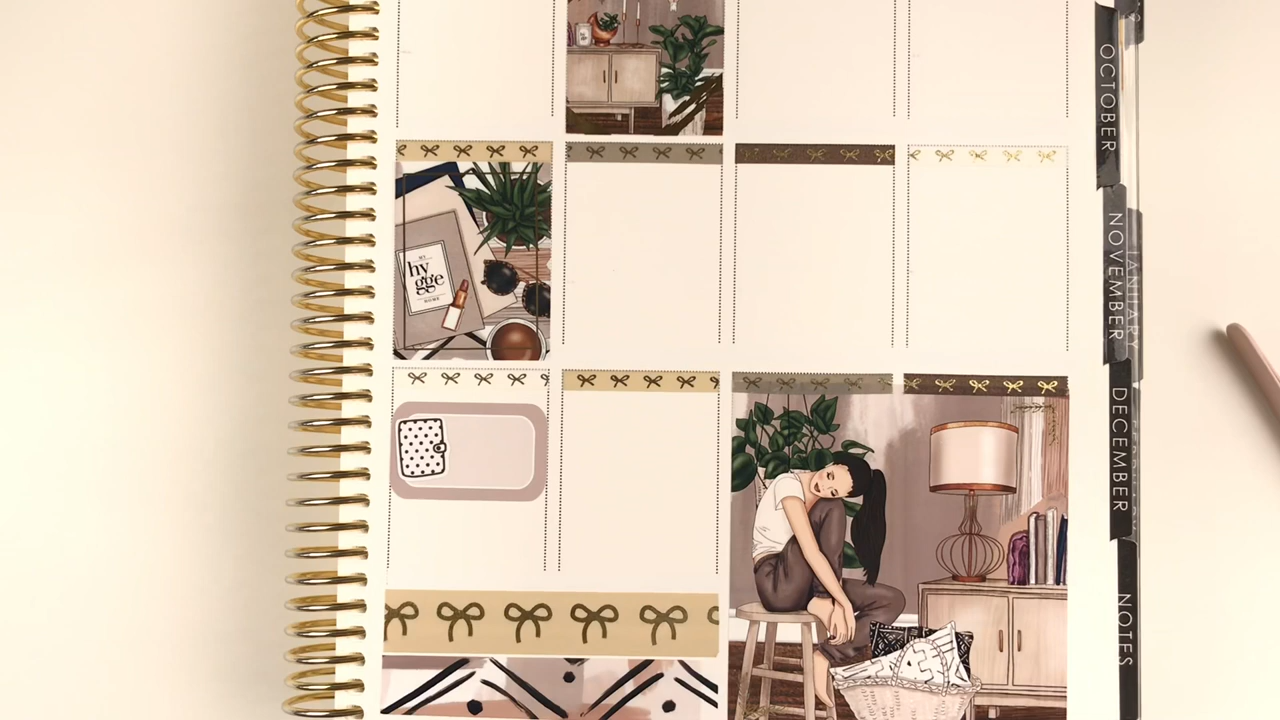 OCTOBER
NOVEMBER
JANUARY
DECEMBER
NOTES
MY
hy
gge
HOME